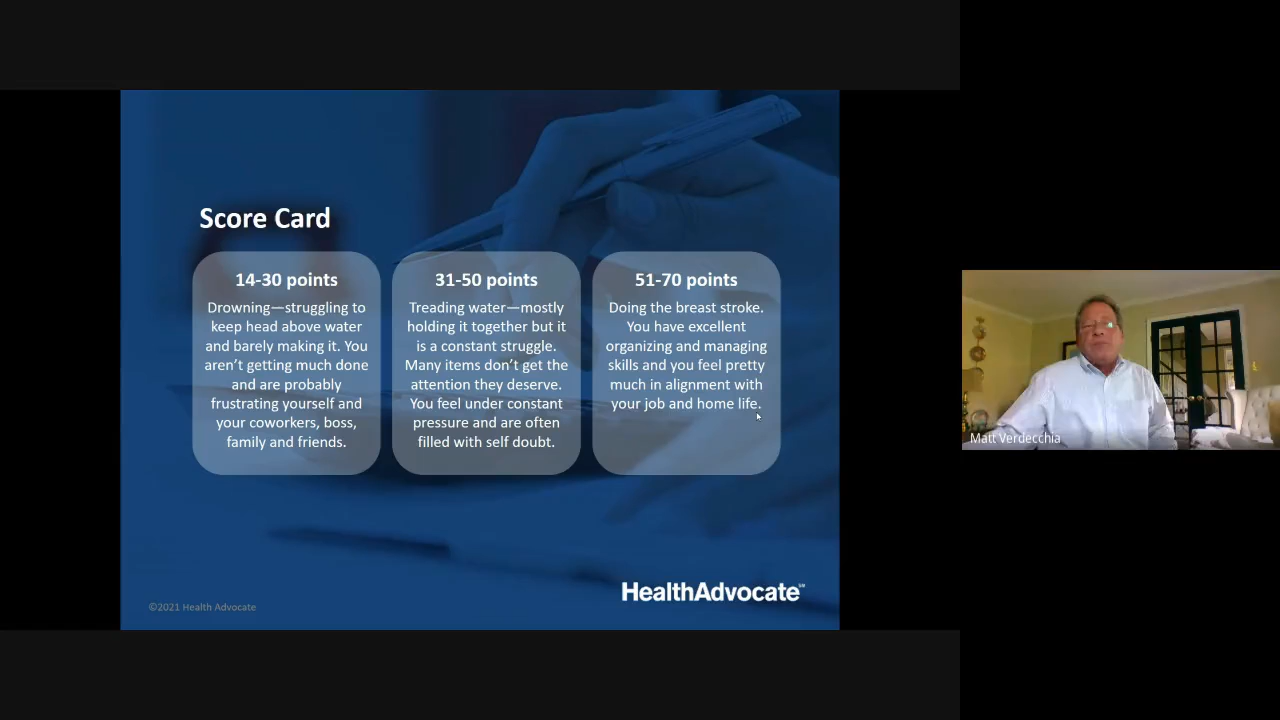 Score Card
14-30 points
Drowning—struggling to
keep head above water
and barely making it. You
aren’t getting much done
and are probably
frustrating yourself and
your coworkers, boss,
family and friends.
31-50 points
Treading water—mostly
holding it together but it
is a constant struggle.
Many items don’t get the
attention they deserve.
You feel under constant
pressure and are often
filled with self doubt.
51-70 points
Doing the breast stroke.
You have excellent
organizing and managing
skills and you feel pretty
much in alignment with
your job and home life.
Matt Verdecchia
HealthAdvocate℠
©2021 Health Advocate